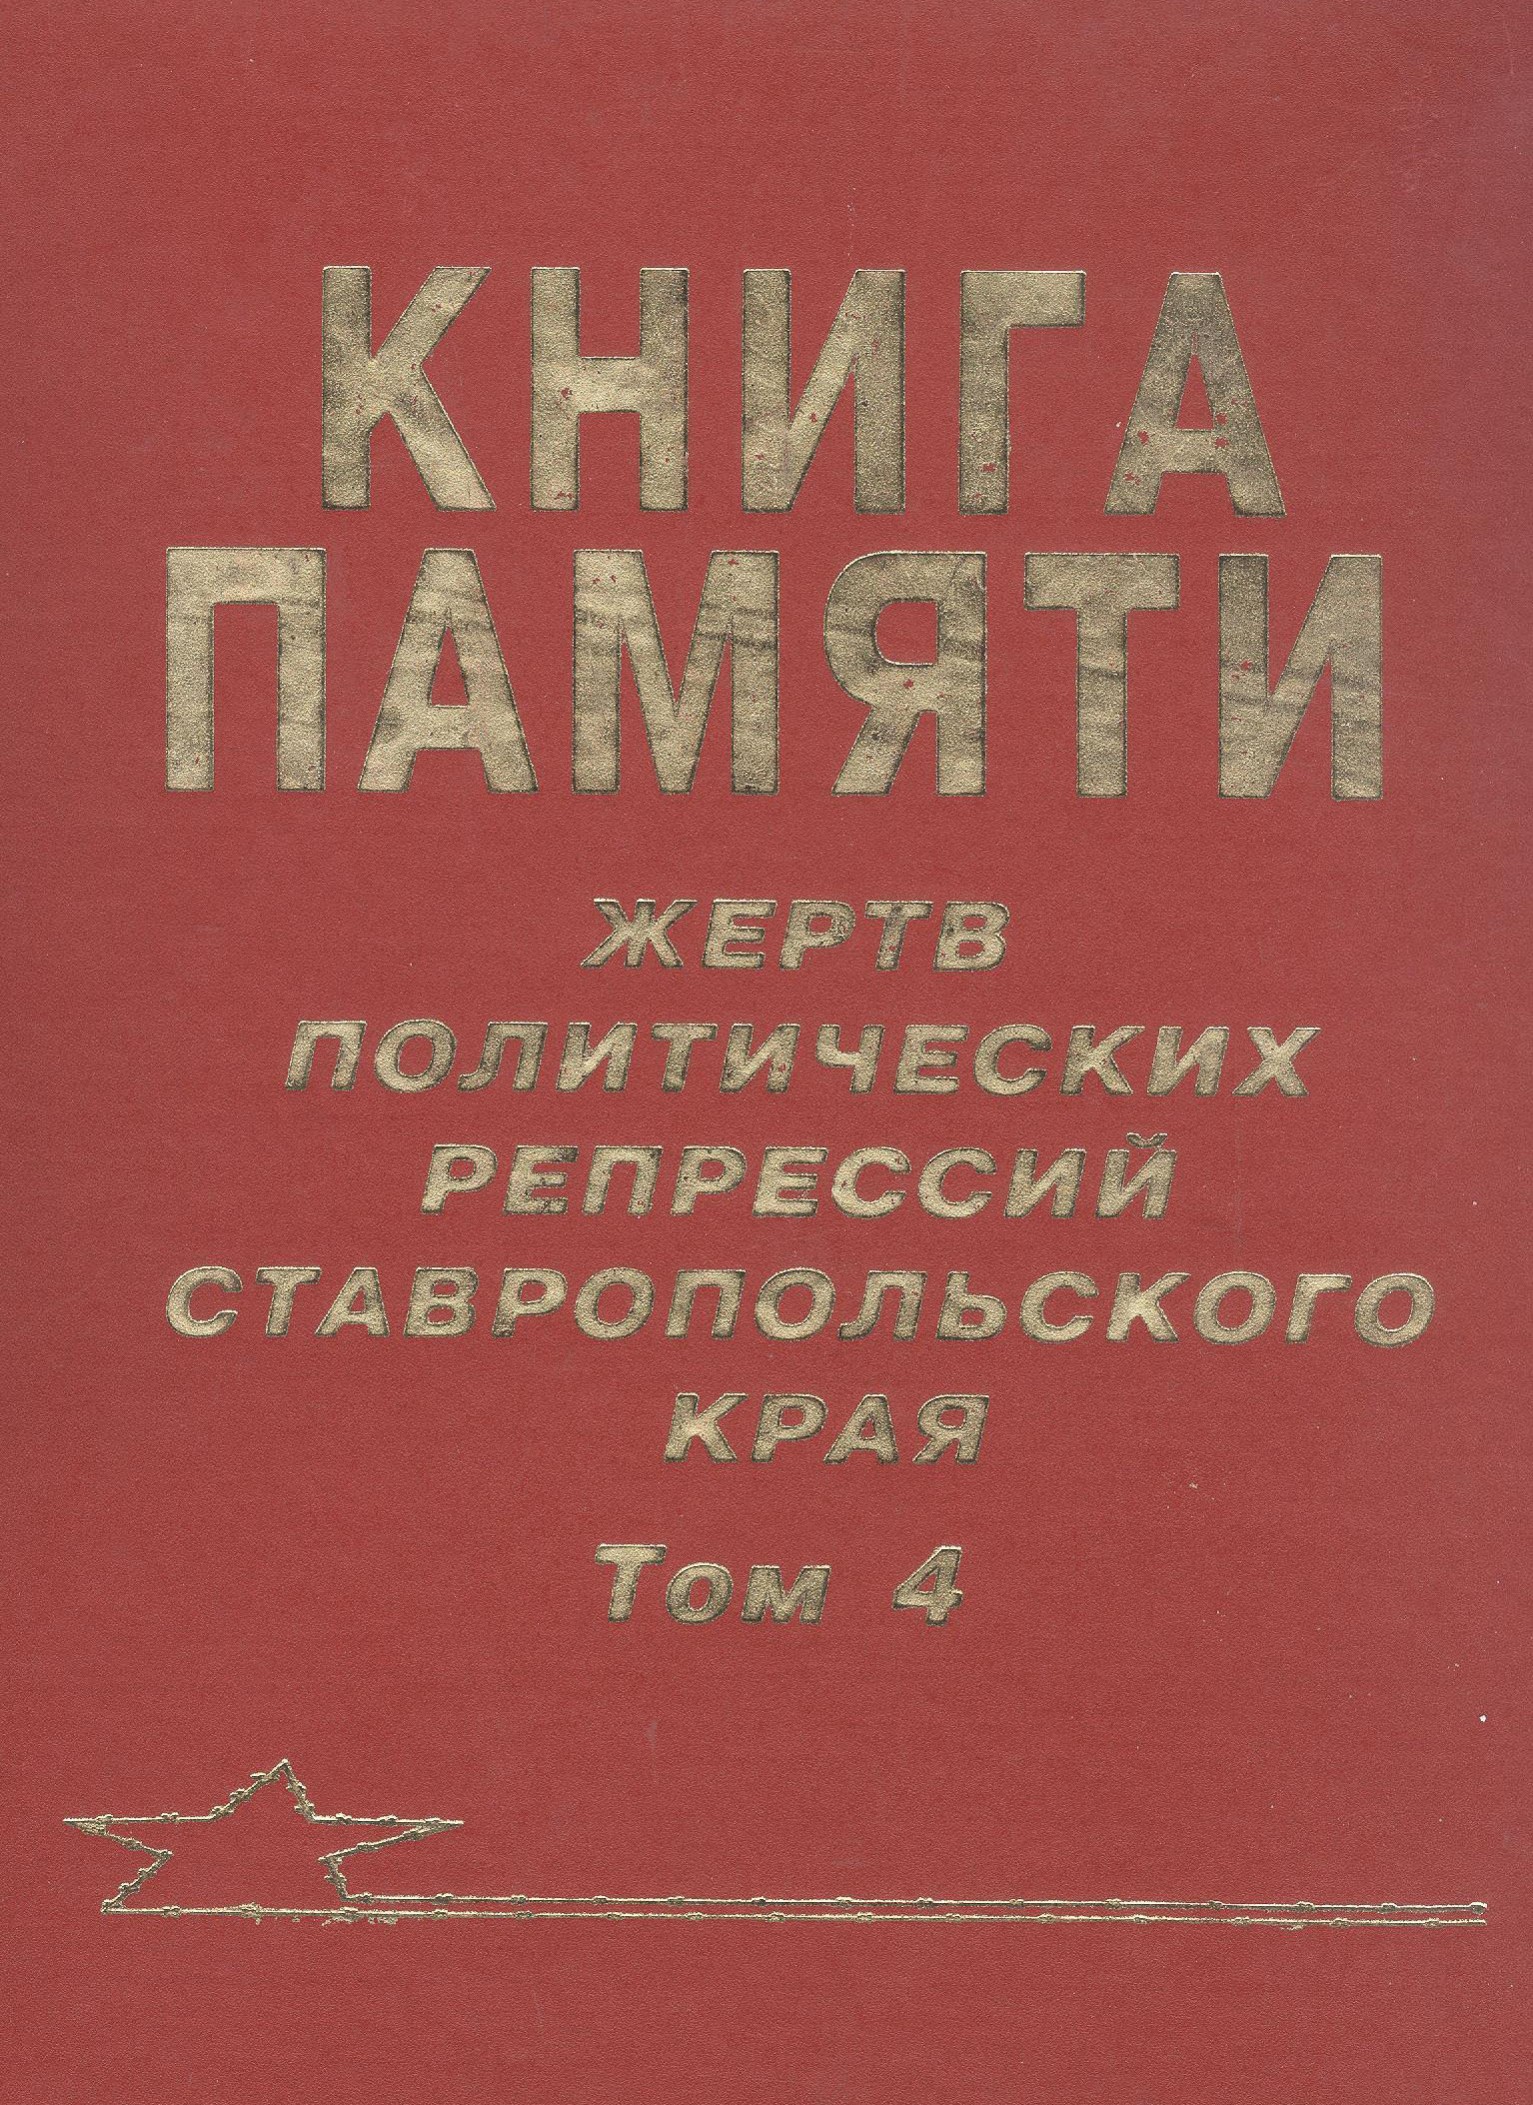 КНИГА
ПАМЯТИ
ЖЕРТВ
ПОЛИТИЧЕСКИХ
РЕПРЕССИЙ
СТАВРОПОЛЬСКОГО
КРАЯ
Том 4